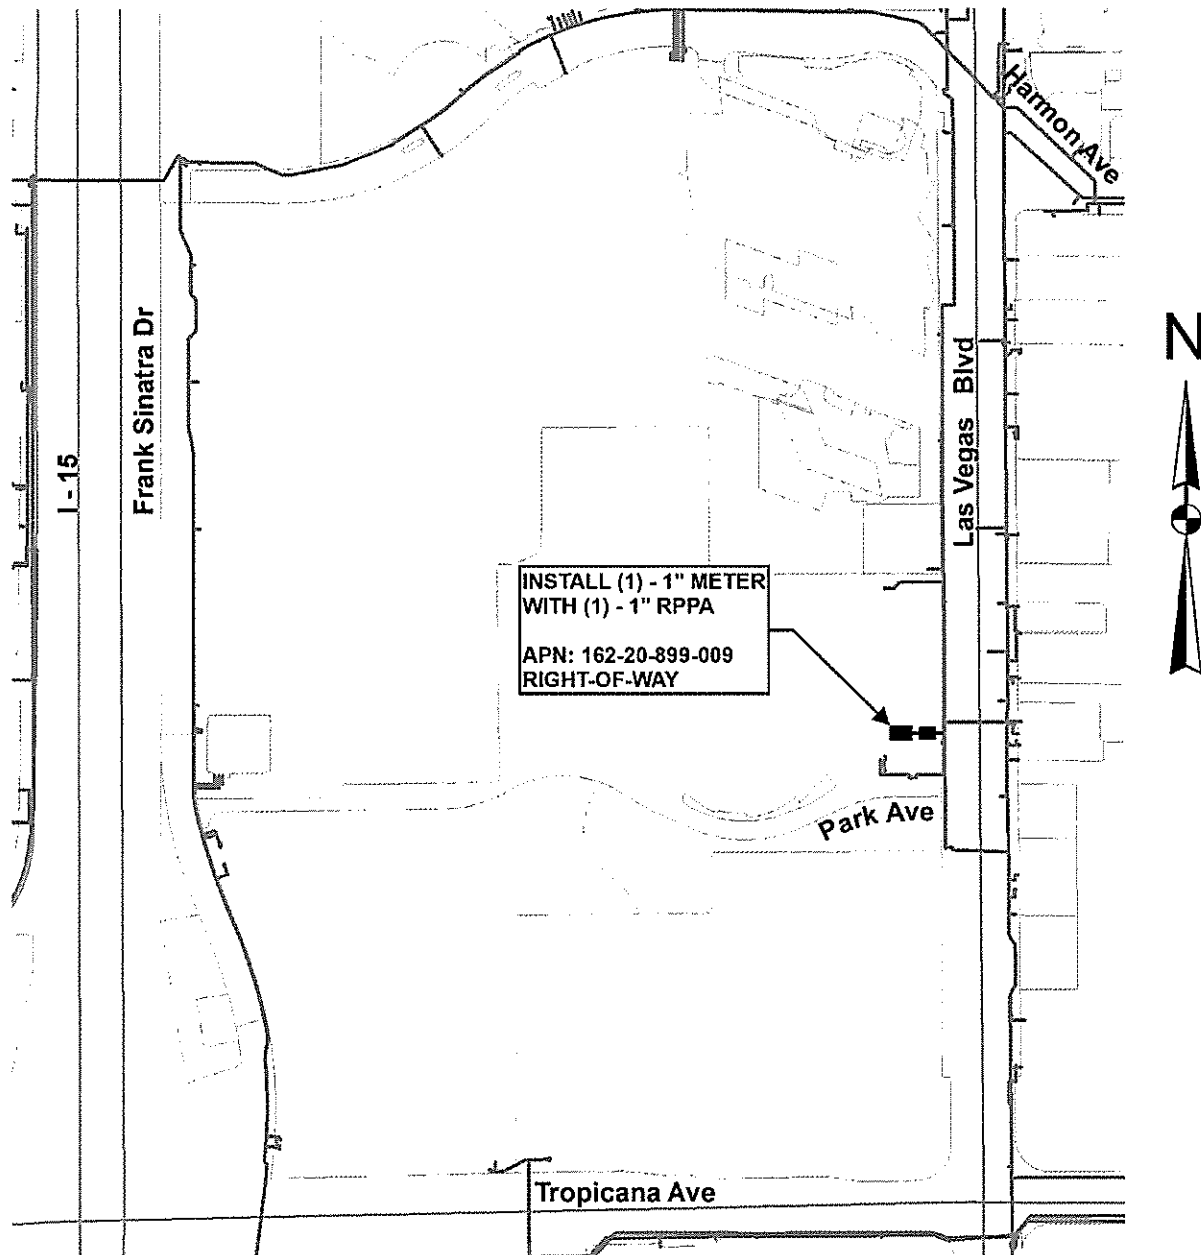 Harmon Ave
N
Frank Sinatra Dr
Las Vegas Blvd
I - 15
INSTALL (1) - 1" METER
WITH (1) - 1" RPPA
APN: 162-20-899-009
RIGHT-OF-WAY
Park Ave
Tropicana Ave